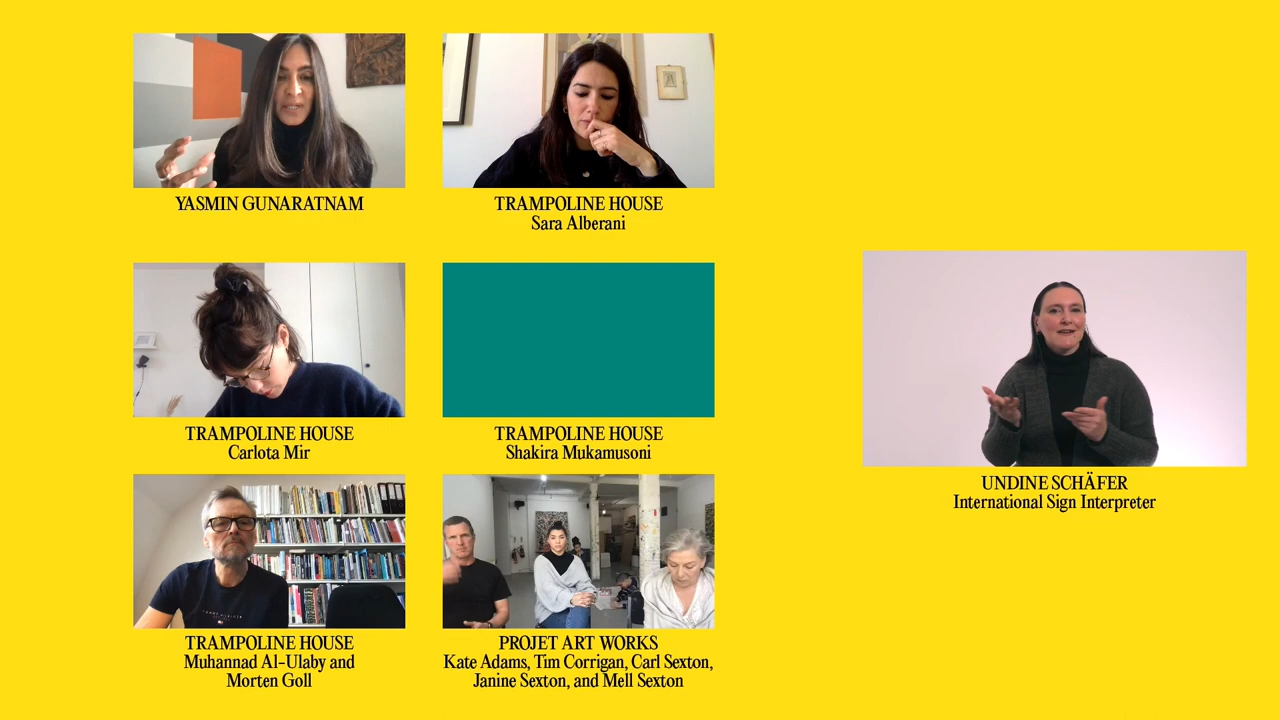 YASMIN GUNARATNAM
TRAMPOLINE HOUSE
Sara Alberani
TRAMPOLINE HOUSE
Carlota Mir
TRAMPOLINE HOUSE
Shakira Mukamusoni
UNDINE SCHÄFER
International Sign Interpreter
TRAMPOLINE HOUSE
Muhannad Al-Ulaby and
Morten Goll
PROJET ART WORKS
Kate Adams, Tim Corrigan, Carl Sexton,
Janine Sexton, and Mell Sexton